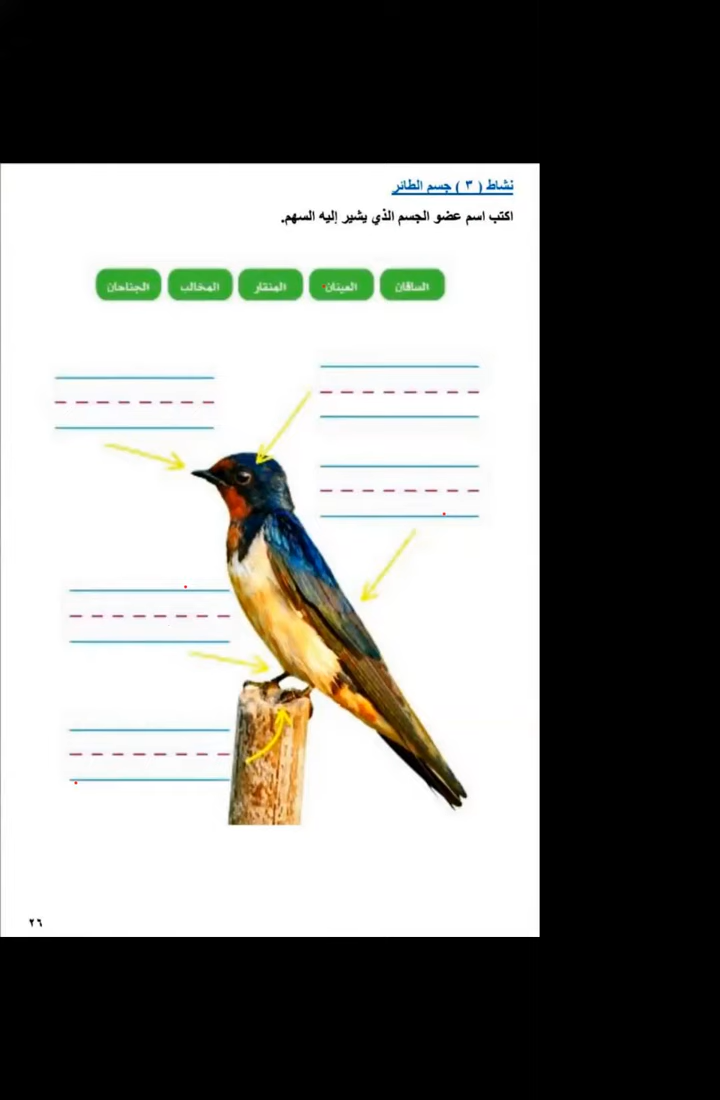 نشاط ( ٣ ) جسم الطائر
اكتب اسم عضو الجسم الذي يشير إليه السهم.
الساقان العينان المنقار المخالب الجناحان
٢٦